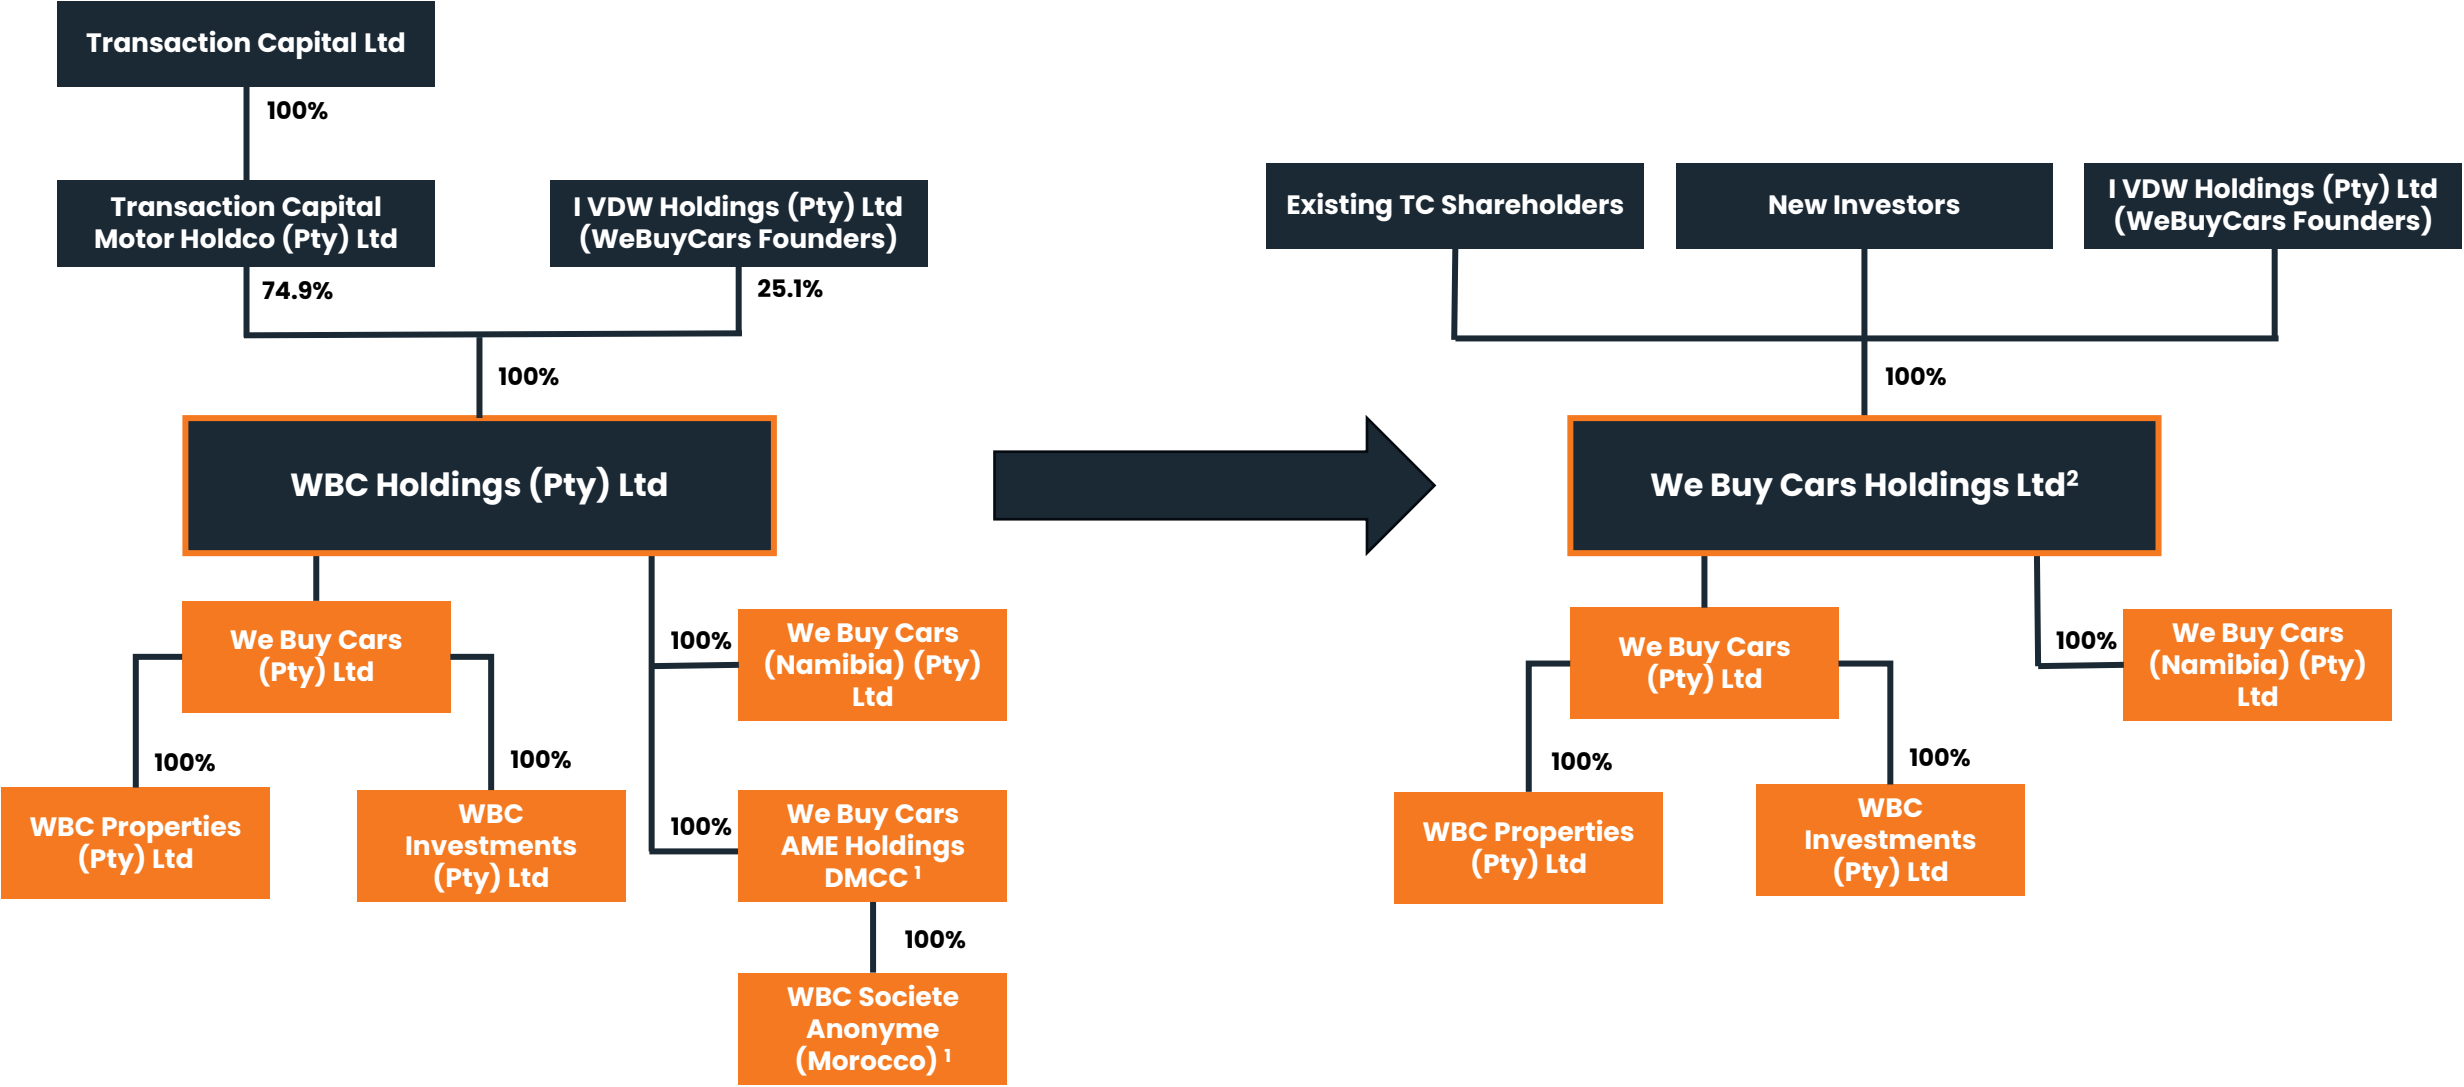 Transaction Capital Ltd
100%
Transaction Capital
Motor Holdco (Pty) Ltd
I VDW Holdings (Pty) Ltd
(WeBuyCars Founders)
74.9%
25.1%
100%
WBC Holdings (Pty) Ltd
We Buy Cars
(Pty) Ltd
100%
We Buy Cars
(Namibia) (Pty)
Ltd
100%
100%
WBC Properties
(Pty) Ltd
WBC
Investments
(Pty) Ltd
100%
We Buy Cars
AME Holdings
DMCC ¹
100%
WBC Societe
Anonyme
(Morocco) ¹
Existing TC Shareholders
New Investors
I VDW Holdings (Pty) Ltd
(WeBuyCars Founders)
100%
We Buy Cars Holdings Ltd²
We Buy Cars
(Pty) Ltd
100%
We Buy Cars
(Namibia) (Pty)
Ltd
100%
100%
WBC Properties
(Pty) Ltd
WBC
Investments
(Pty) Ltd